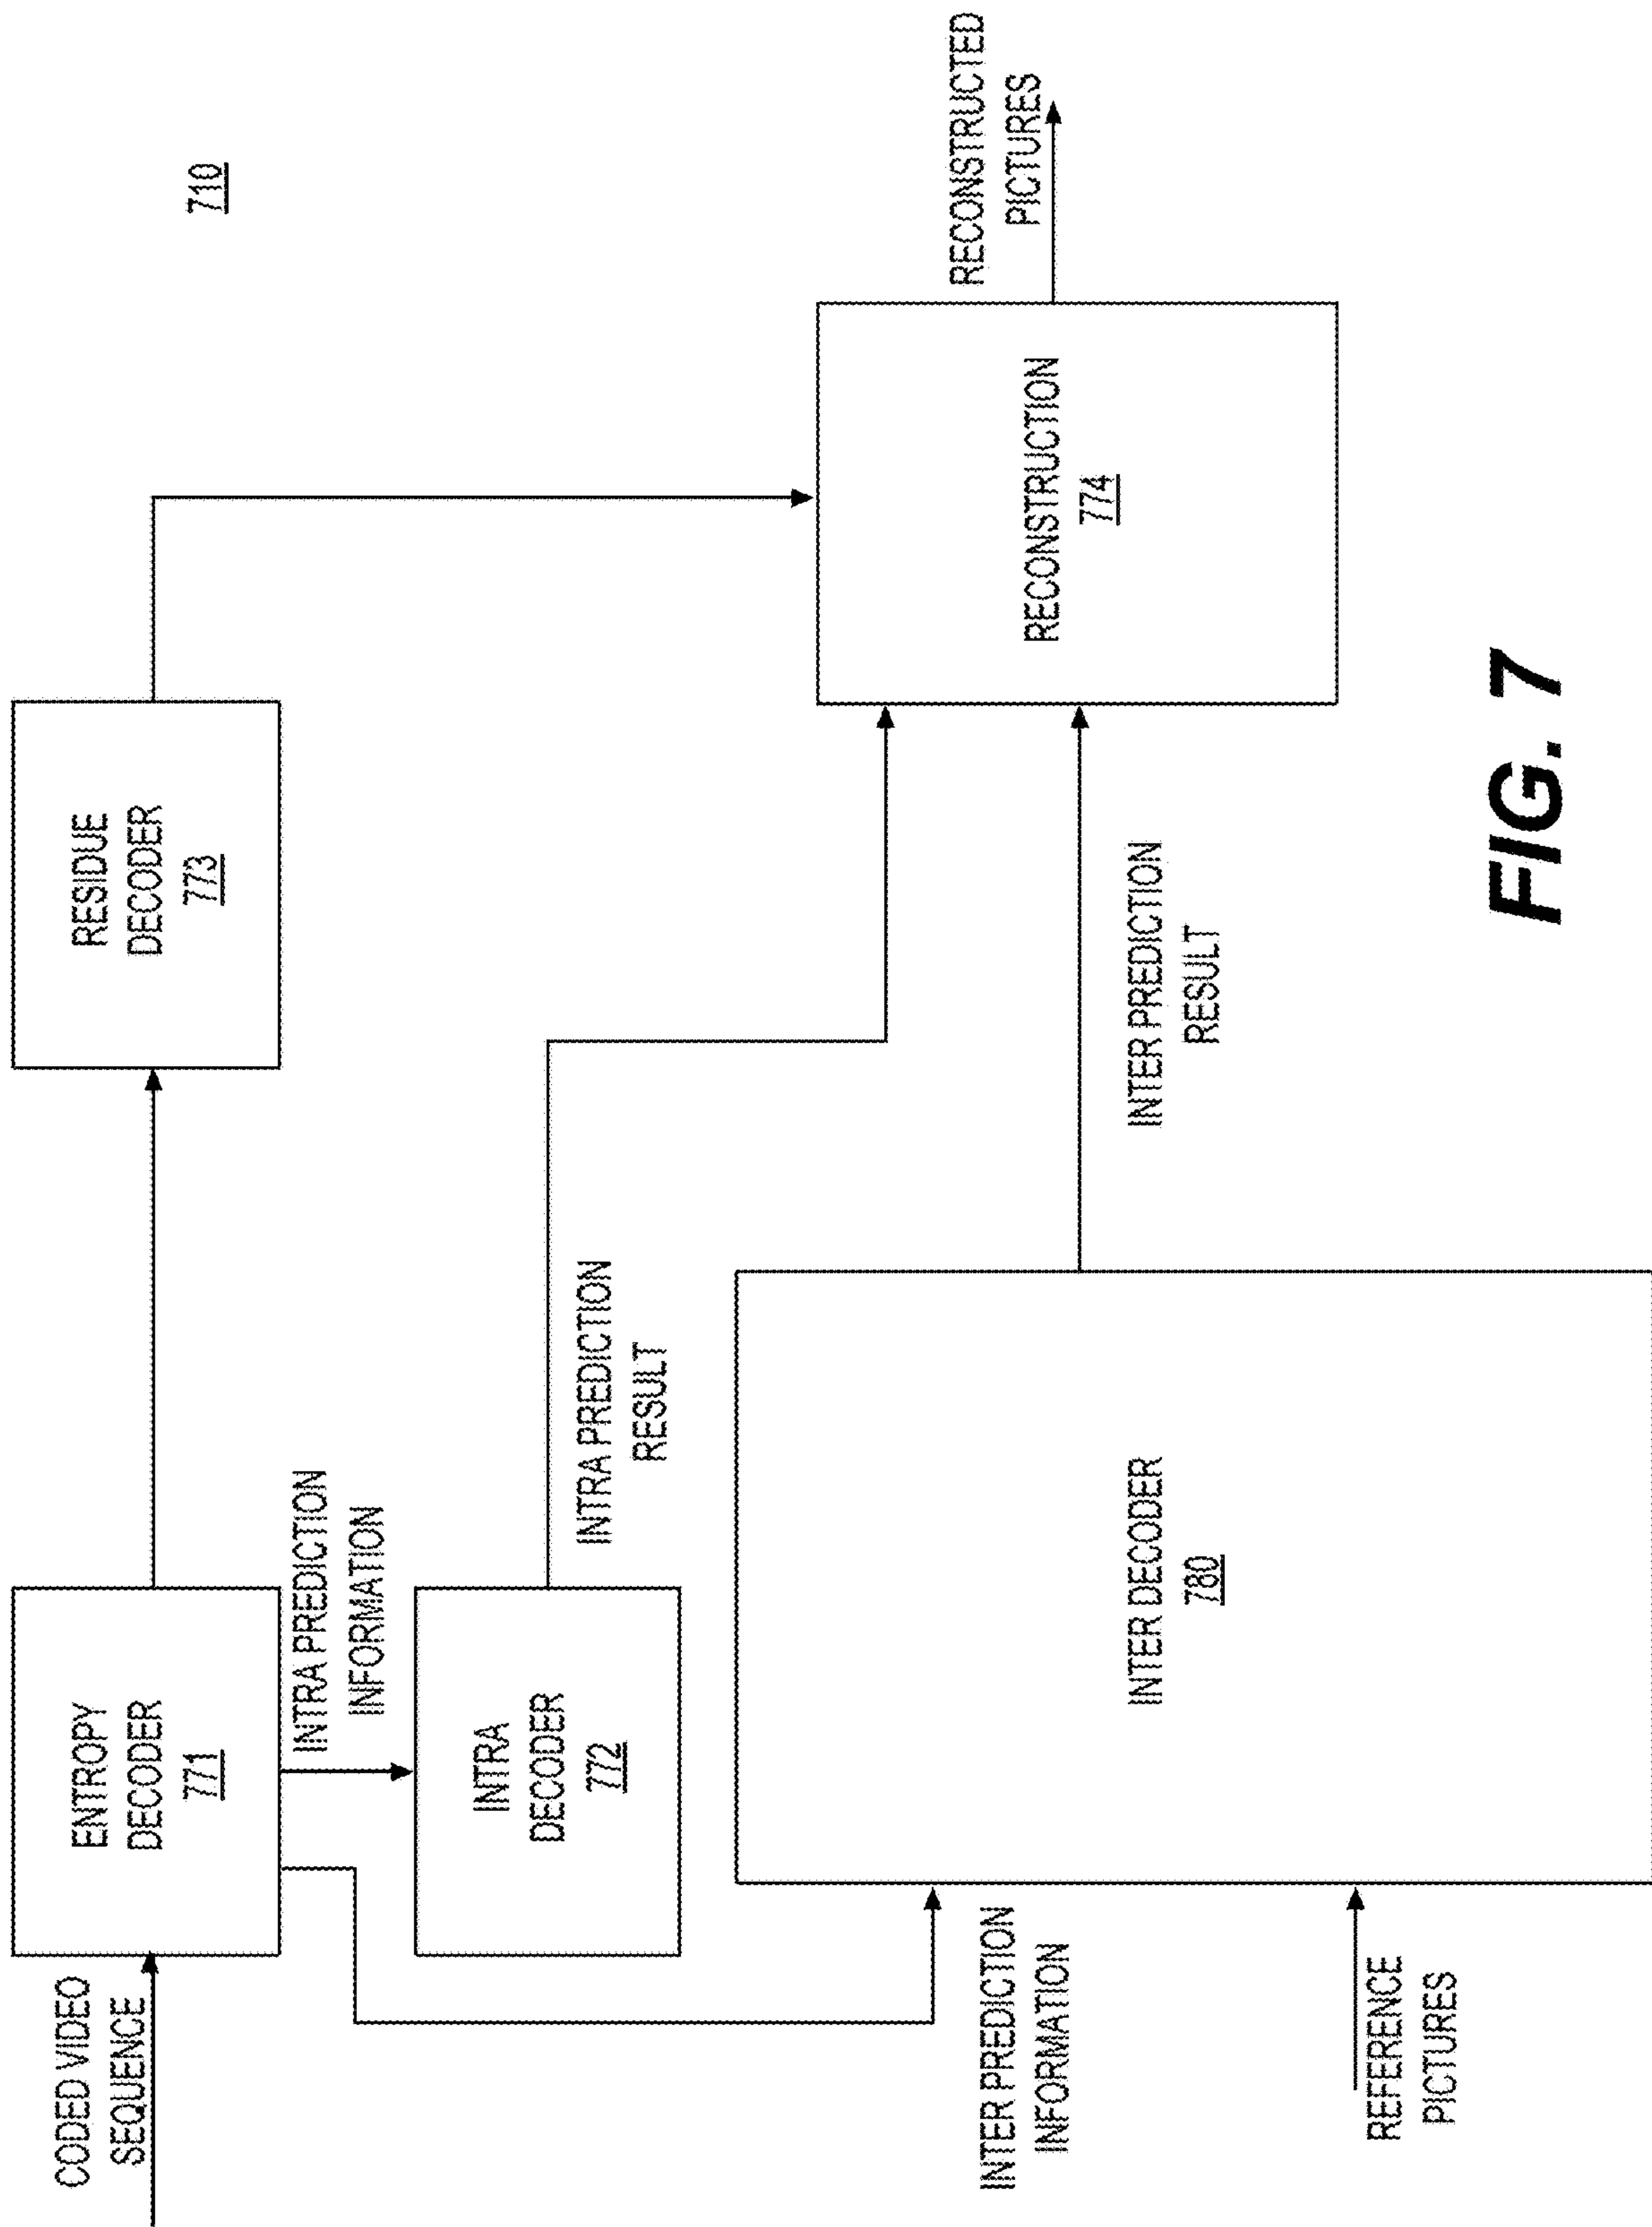 710
CODED VIDEO
SEQUENCE
ENTROPY
DECODER
771
RESIDUE
DECODER
773
INTRA PREDICTION
INFORMATION
INTRA
DECODER
772
INTRA PREDICTION
RESULT
RECONSTRUCTED
PICTURES
RECONSTRUCTION
774
INTER PREDICTION
INFORMATION
INTER DECODER
780
INTER PREDICTION
RESULT
REFERENCE
PICTURES
FIG. 7